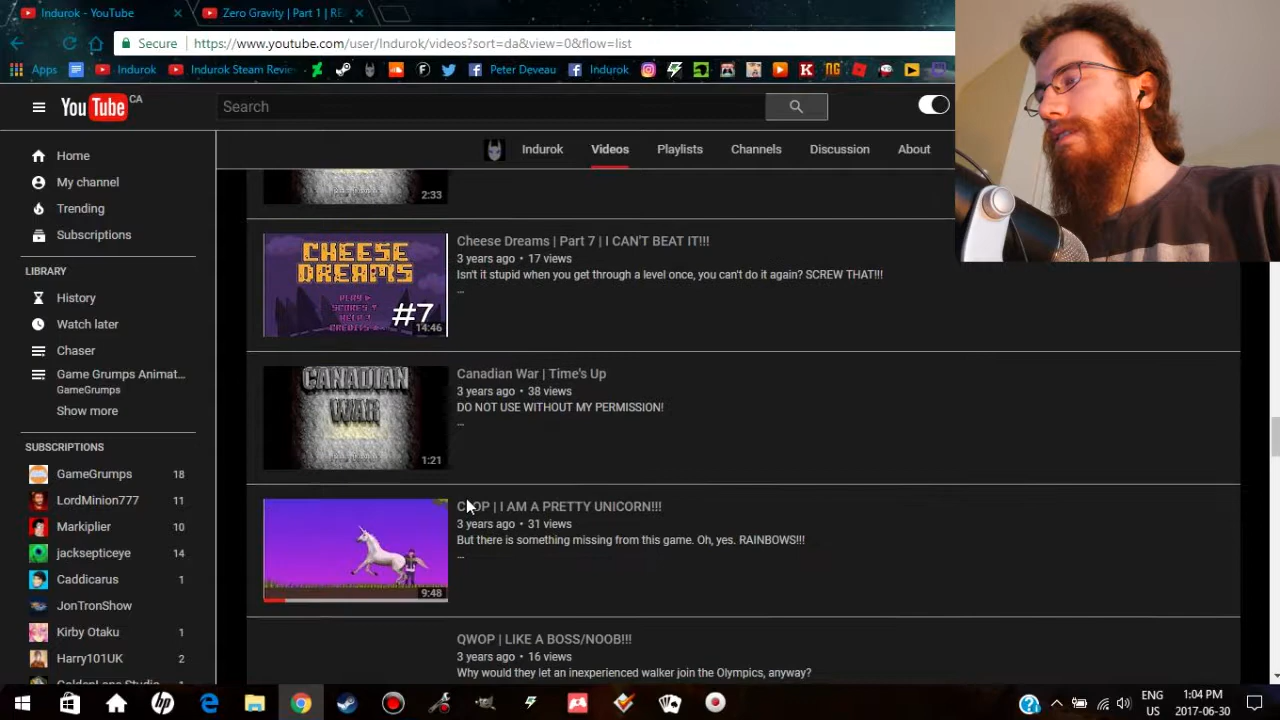 Indurok - YouTube
Zero Gravity | Part 1 | RE
Secure
https://www.youtube.com/user/Indurok/videos?sort=da&view=0&flow=list
Apps
Indurok
Indurok Steam Revie
Peter Deveau
Indurok
YouTube CA
Search
Indurok
Videos
Playlists
Channels
Discussion
About
Home
My channel
Trending
Subscriptions
LIBRARY
History
Watch later
Chaser
Game Grumps Animat...
GameGrumps
Show more
SUBSCRIPTIONS
GameGrumps 18
LordMinion777 11
Markiplier 10
jacksepticeye 14
Caddicarus 1
JonTronShow
Kirby Otaku 1
Harry101UK 2
2:33
CHEESE
DREAMS
PLAY
SCORES
HELP
CREDITS
#7
14:46
Cheese Dreams | Part 7 | I CAN'T BEAT IT!!!
3 years ago • 17 views
Isn't it stupid when you get through a level once, you can't do it again? SCREW THAT!!!
...
CANADIAN
WAR
1:21
Canadian War | Time's Up
3 years ago • 38 views
DO NOT USE WITHOUT MY PERMISSION!
...
9:48
OP | I AM A PRETTY UNICORN!!!
3 years ago • 31 views
But there is something missing from this game. Oh, yes. RAINBOWS!!!
...
QWOP | LIKE A BOSS/NOOB!!!
3 years ago • 16 views
Why would they let an inexperienced walker join the Olympics, anyway?
ENG
US
1:04 PM
2017-06-30